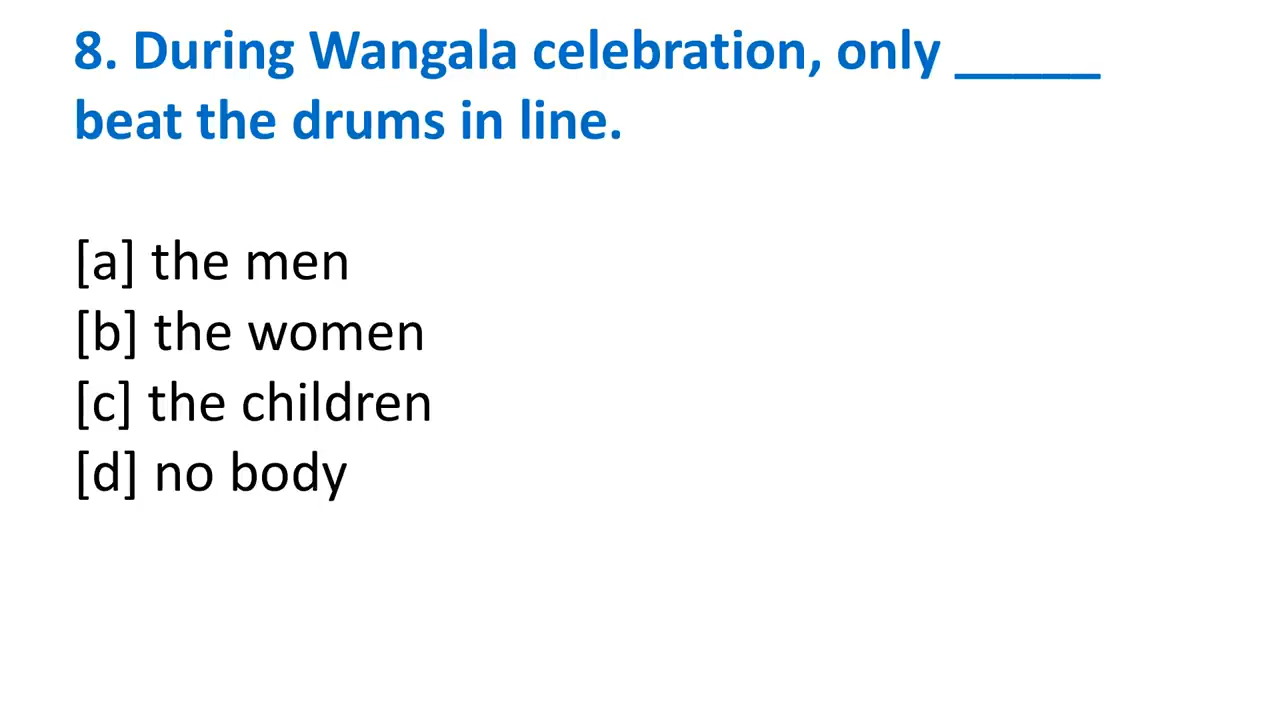 8. During Wangala celebration, only _____
beat the drums in line.
[a] the men
[b] the women
[c] the children
[d] no body